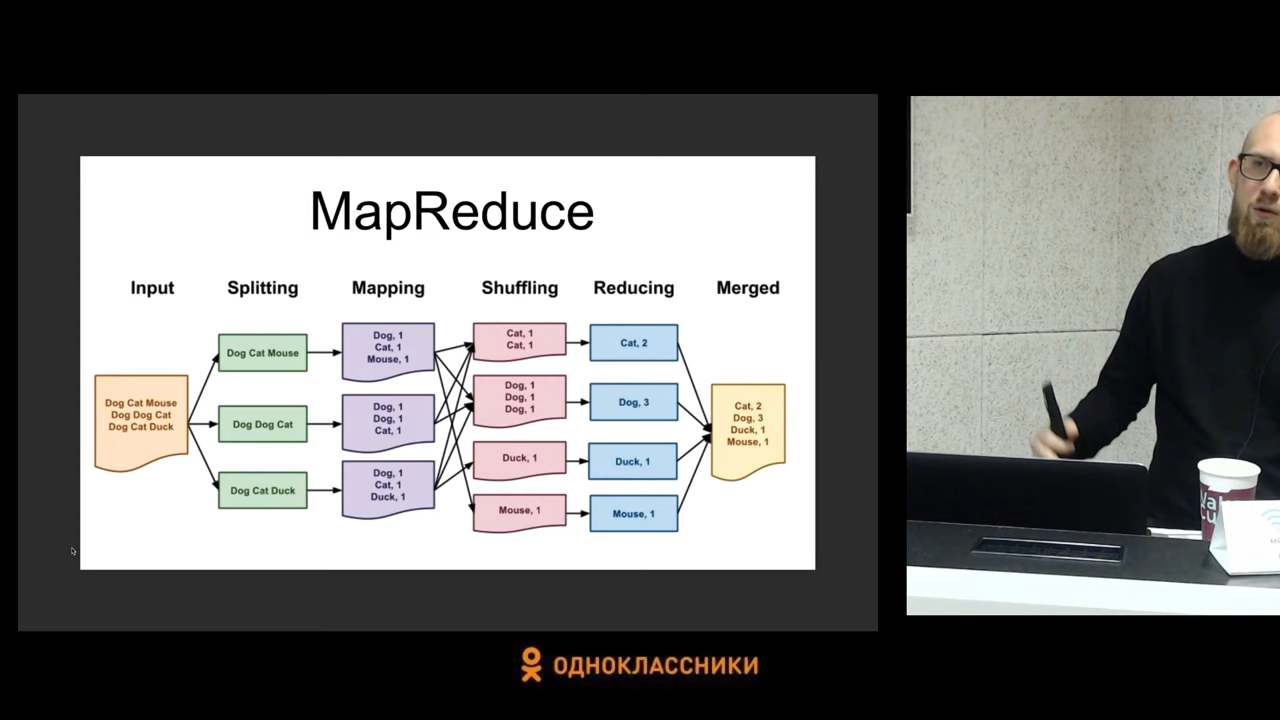 MapReduce
Input
Splitting
Mapping
Shuffling
Reducing
Merged
Dog Cat Mouse
Dog Dog Cat
Dog Cat Duck
Dog Cat Mouse
Dog Dog Cat
Dog Cat Duck
Dog, 1
Cat, 1
Mouse, 1
Dog, 1
Dog, 1
Cat, 1
Dog, 1
Cat, 1
Duck, 1
Cat, 1
Cat, 1
Dog, 1
Dog, 1
Dog, 1
Duck, 1
Mouse, 1
Cat, 2
Dog, 3
Duck, 1
Mouse, 1
Cat, 2
Dog, 3
Duck, 1
Mouse, 1
ОДНОКЛАССНИКИ